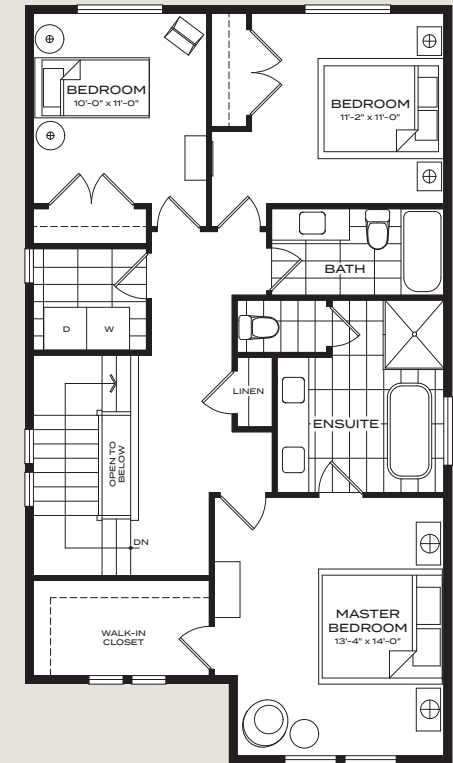 BEDROOM
10'-0" x 11'-0"
BEDROOM
11'-2" x 11'-0"
BATH
D
W
LINEN
ENSUITE
OPEN TO
BELOW
DN
WALK-IN
CLOSET
MASTER
BEDROOM
13'-4" x 14'-0"